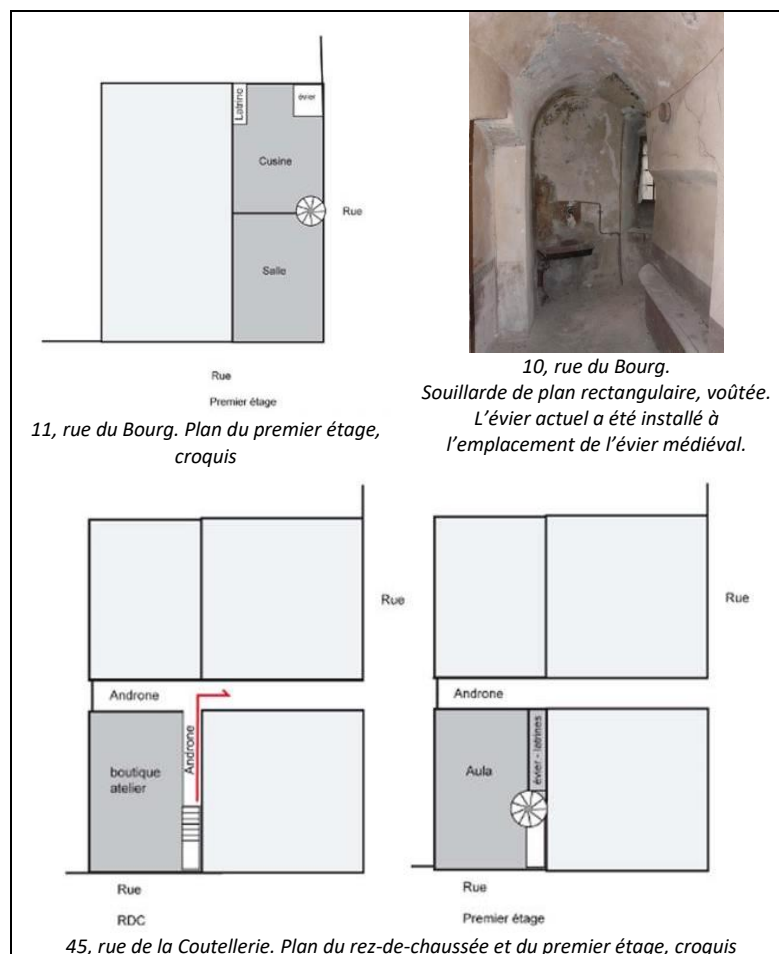 Latrine
évier
Cusine
Rue
Salle
Rue
Premier étage
11, rue du Bourg. Plan du premier étage,
croquis
10, rue du Bourg.
Souillarde de plan rectangulaire, voûtée.
L’évier actuel a été installé à
l’emplacement de l’évier médiéval.
Rue
Androne
Androne
boutique
atelier
Rue
RDC
Rue
Androne
évier - latrines
Aula
Rue
Premier étage
45, rue de la Coutellerie. Plan du rez-de-chaussée et du premier étage, croquis